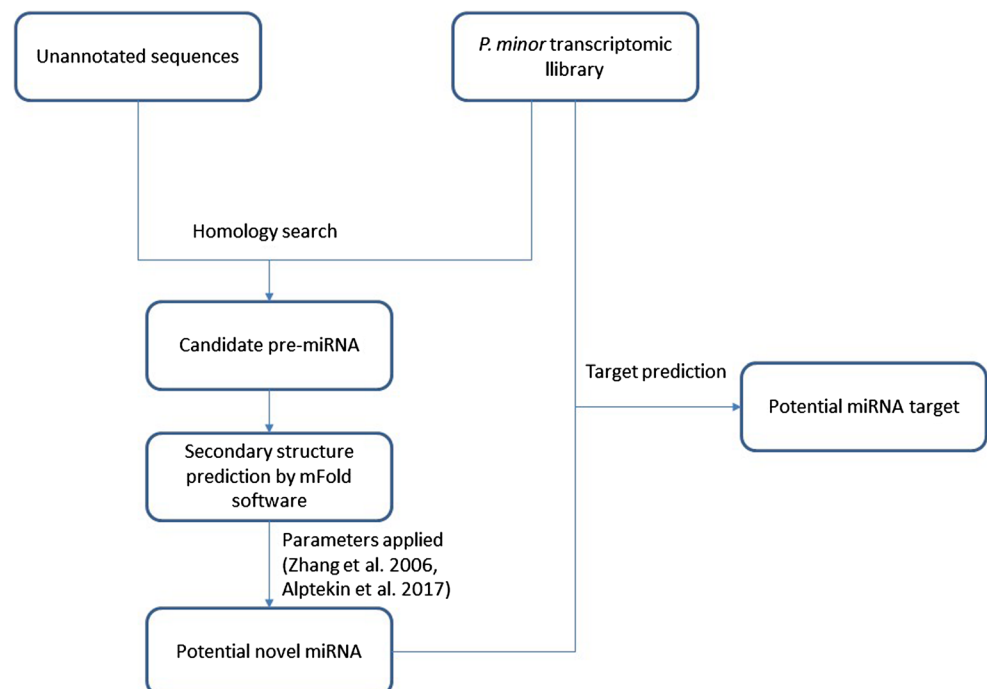 Unannotated sequences
P. minor transcriptomic
llibrary
Homology search
Candidate pre-miRNA
Target prediction
Potential miRNA target
Secondary structure
prediction by mFold
software
Parameters applied
(Zhang et al. 2006,
Alptekin et al. 2017)
Potential novel miRNA